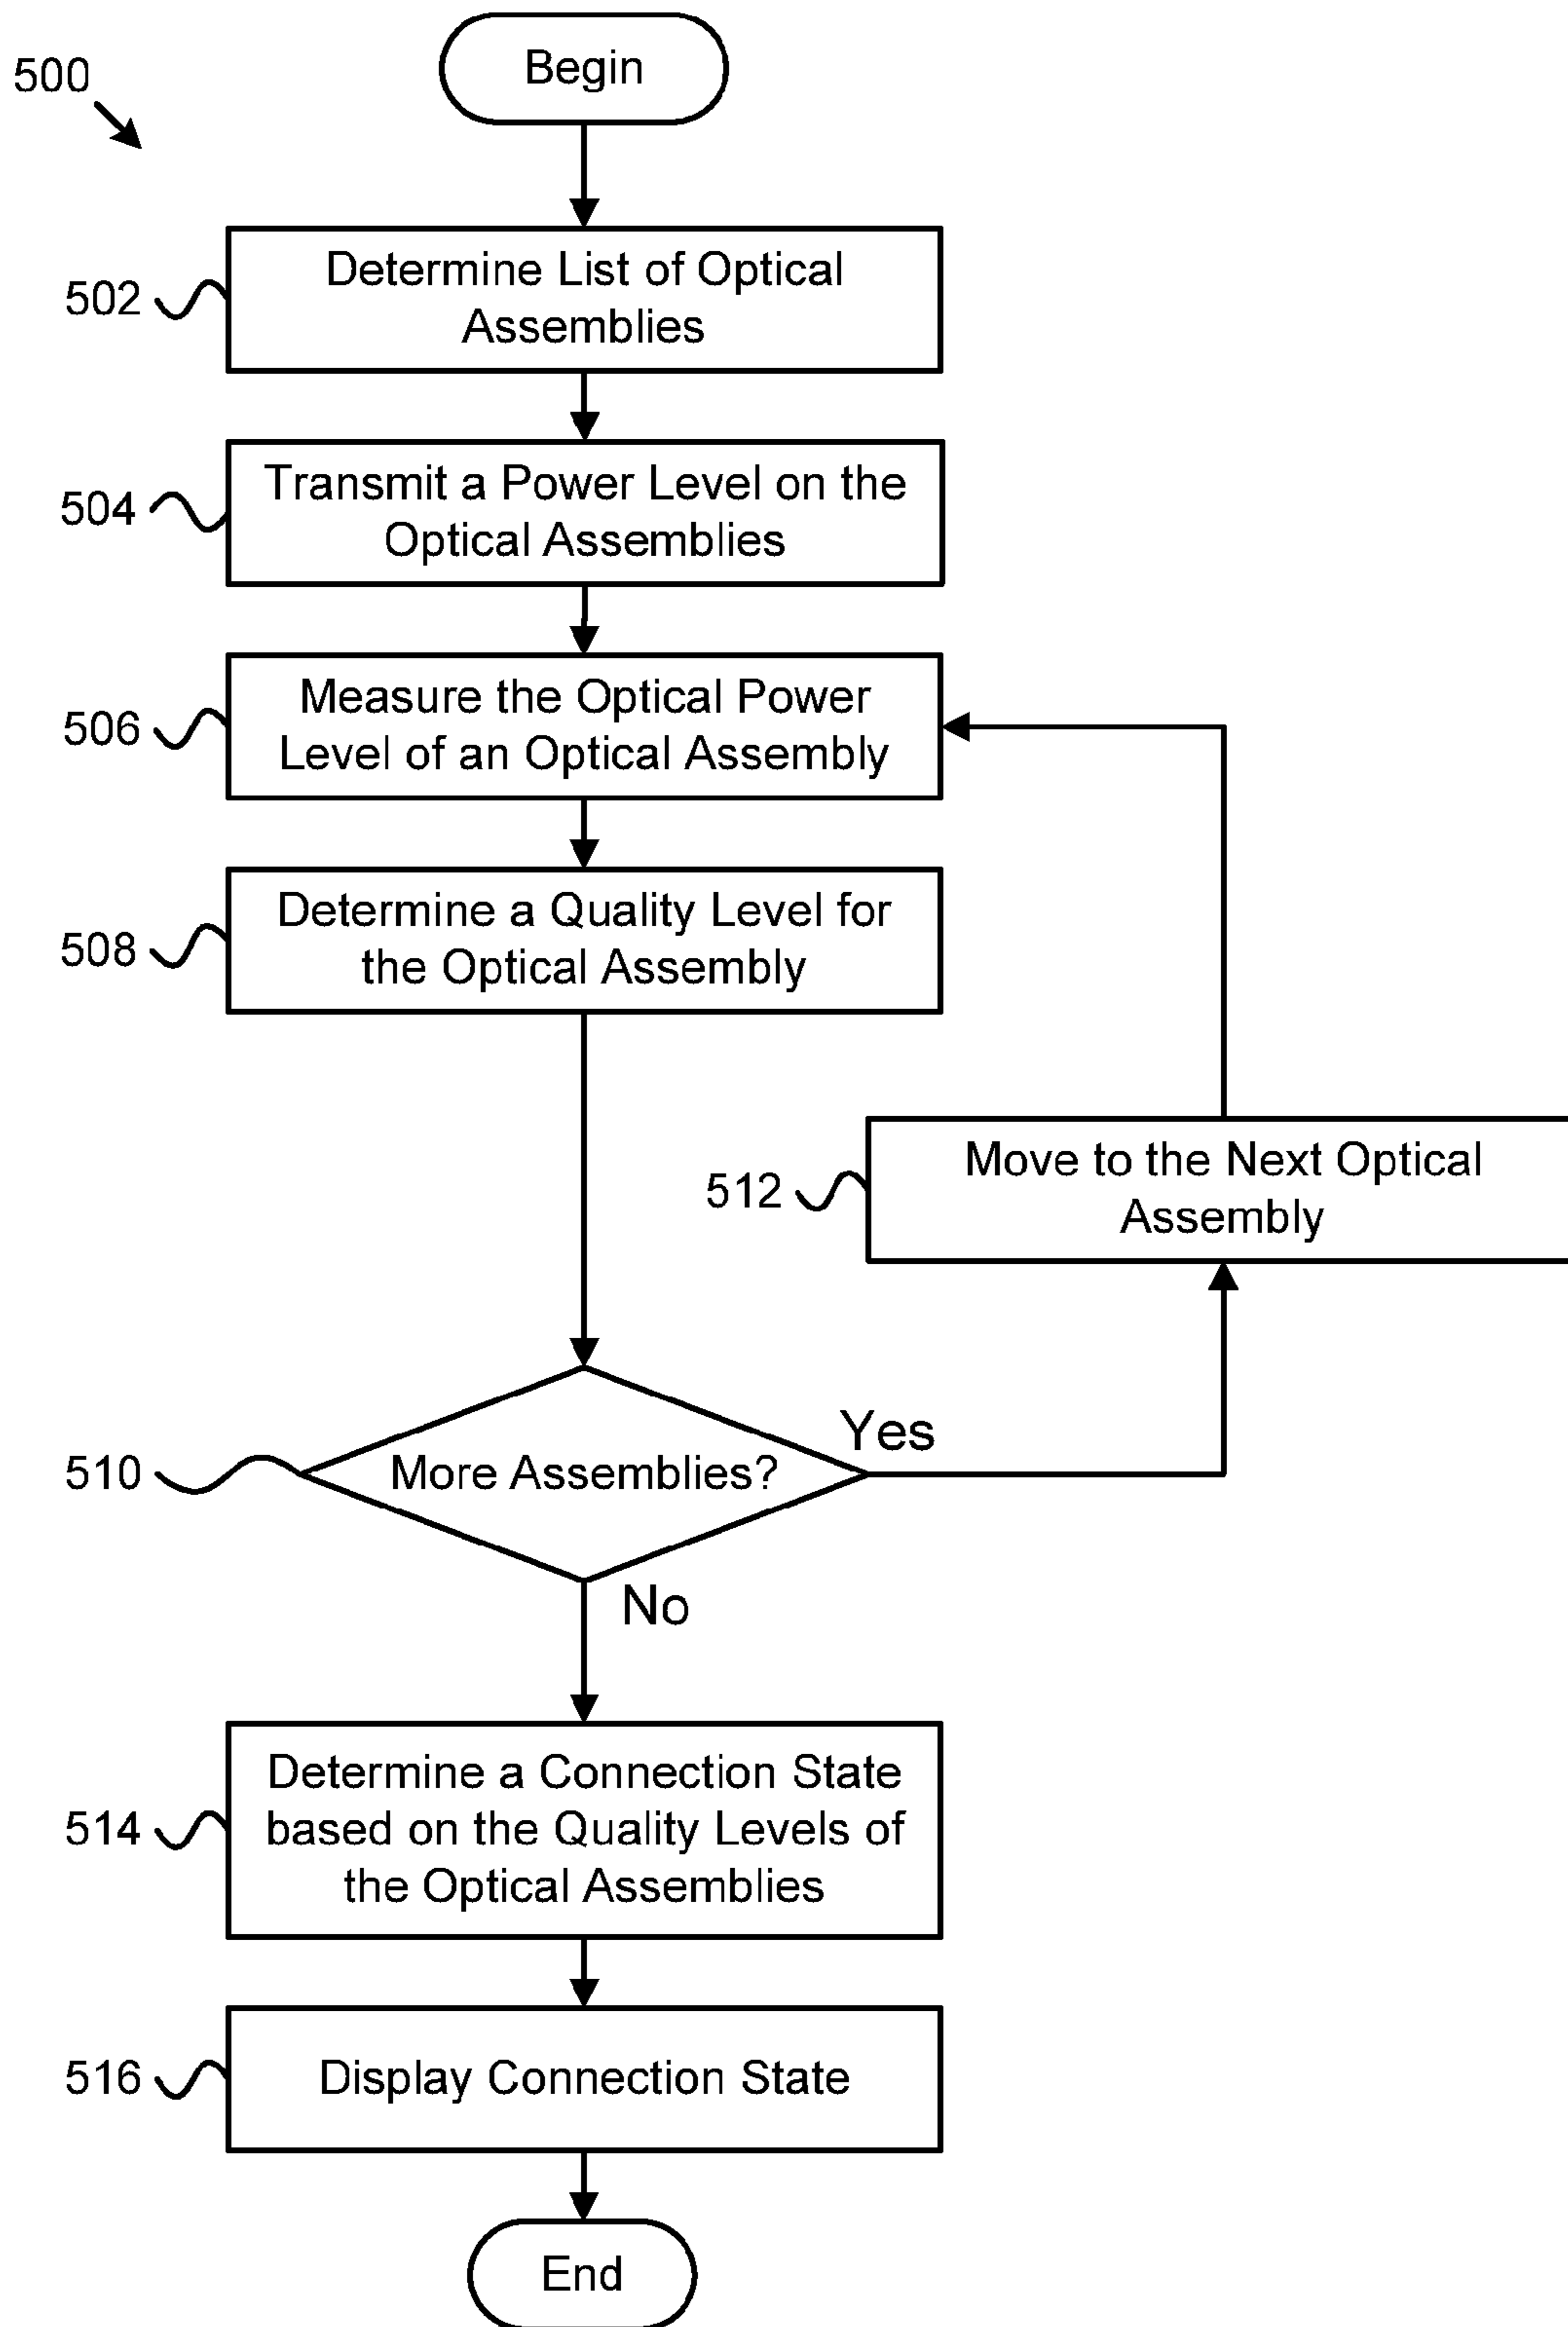 Begin
500
502
Determine List of Optical
Assemblies
504
Transmit a Power Level on the
Optical Assemblies
506
Measure the Optical Power
Level of an Optical Assembly
508
Determine a Quality Level for
the Optical Assembly
512
Move to the Next Optical
Assembly
510
More Assemblies?
Yes
No
514
Determine a Connection State
based on the Quality Levels of
the Optical Assemblies
516
Display Connection State
End